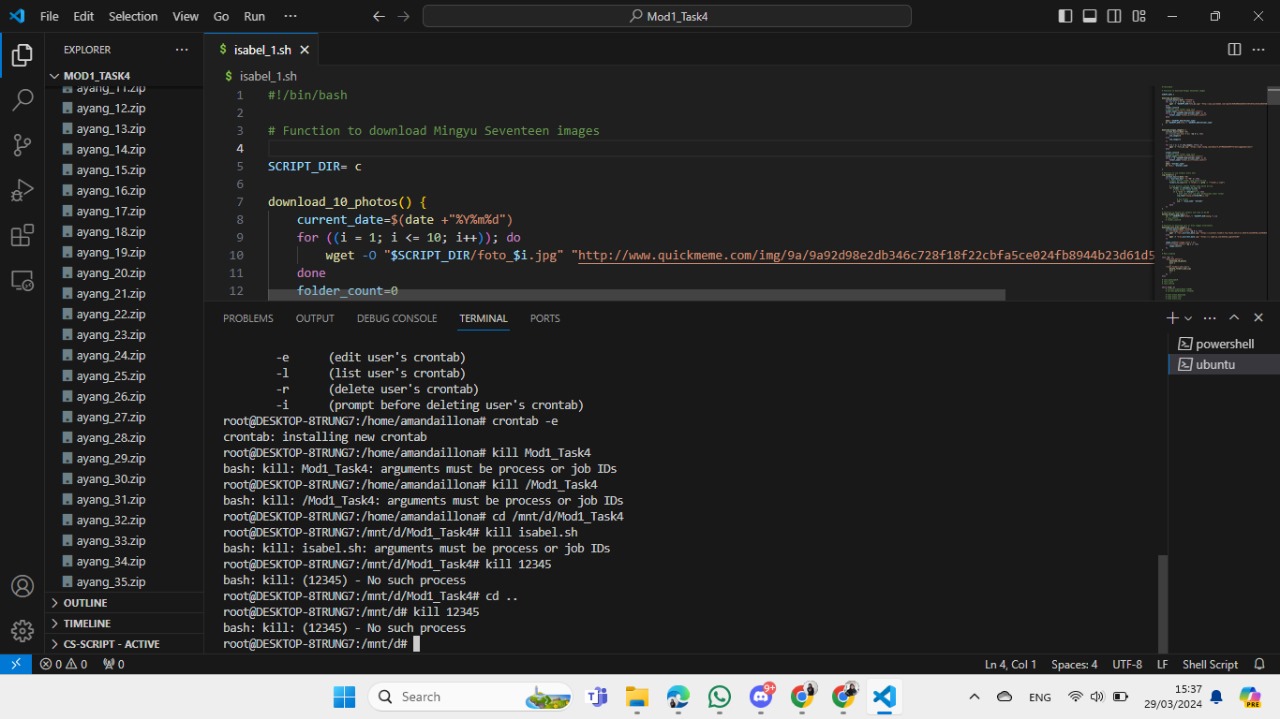 File Edit Selection View Go Run ··· Mod1_Task4
EXPLORER ···
MOD1_TASK4
ayang_11.zip
ayang_12.zip
ayang_13.zip
ayang_14.zip
ayang_15.zip
ayang_16.zip
ayang_17.zip
ayang_18.zip
ayang_19.zip
ayang_20.zip
ayang_21.zip
ayang_22.zip
ayang_23.zip
ayang_24.zip
ayang_25.zip
ayang_26.zip
ayang_27.zip
ayang_28.zip
ayang_29.zip
ayang_30.zip
ayang_31.zip
ayang_32.zip
ayang_33.zip
ayang_34.zip
ayang_35.zip
OUTLINE
TIMELINE
CS-SCRIPT - ACTIVE
$ isabel_1.sh
$ isabel_1.sh
1 #!/bin/bash
2
3 # Function to download Mingyu Seventeen images
4
5 SCRIPT_DIR= c
6
7 download_10_photos() {
8 current_date=$(date +"%Y%m%d")
9 for ((i = 1; i <= 10; i++)); do
10 wget -O "$SCRIPT_DIR "http://www.quickmeme.com/img/9a/9a92d98e2db346c728f18f22cbfa5ce024fb8944b23d61d5
11 done
12 folder_count=0
PROBLEMS OUTPUT DEBUG CONSOLE TERMINAL PORTS
-e (edit user's crontab)
-l (list user's crontab)
-r (delete user's crontab)
-i (prompt before deleting user's crontab)
root@DESKTOP-8TRUNG7:/home/amandaillona# crontab -e
crontab: installing new crontab
root@DESKTOP-8TRUNG7:/home/amandaillona# kill Mod1_Task4
bash: kill: Mod1_Task4: arguments must be process or job IDs
root@DESKTOP-8TRUNG7:/home/amandaillona# kill /Mod1_Task4
bash: kill: /Mod1_Task4: arguments must be process or job IDs
root@DESKTOP-8TRUNG7:/home/amandaillona# cd /mnt/d/Mod1_Task4
root@DESKTOP-8TRUNG7:/mnt/d/Mod1_Task4# kill isabel.sh
bash: kill: isabel.sh: arguments must be process or job IDs
root@DESKTOP-8TRUNG7:/mnt/d/Mod1_Task4# kill 12345
bash: kill: (12345) - No such process
root@DESKTOP-8TRUNG7:/mnt/d/Mod1_Task4# cd ..
root@DESKTOP-8TRUNG7:/mnt/d# kill 12345
bash: kill: (12345) - No such process
root@DESKTOP-8TRUNG7:/mnt/d#
powershell
ubuntu
0 0 0 Ln 4, Col 1 Spaces: 4 UTF-8 LF Shell Script
Search 9+ ENG 15:37
29/03/2024 PRE